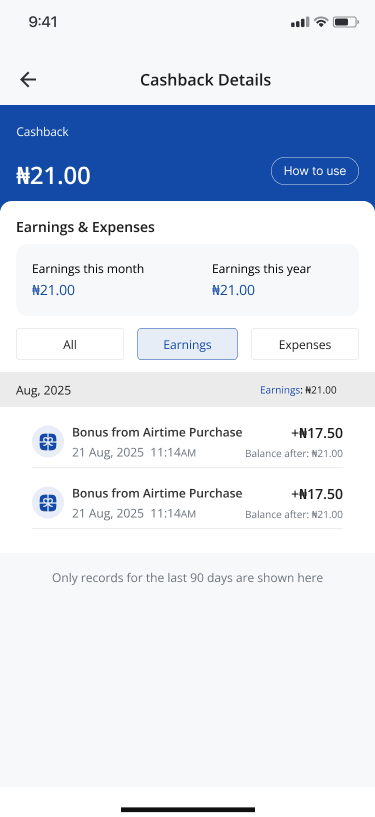 9:41
Cashback Details
Cashback
₦21.00
How to use
Earnings & Expenses
Earnings this month
Earnings this year
₦21.00
₦21.00
All
Earnings
Expenses
Aug, 2025
Earnings: ₦21.00
Bonus from Airtime Purchase
+₦17.50
21 Aug, 2025 11:14AM
Balance after: ₦21.00
Bonus from Airtime Purchase
+₦17.50
21 Aug, 2025 11:14AM
Balance after: ₦21.00
Only records for the last 90 days are shown here